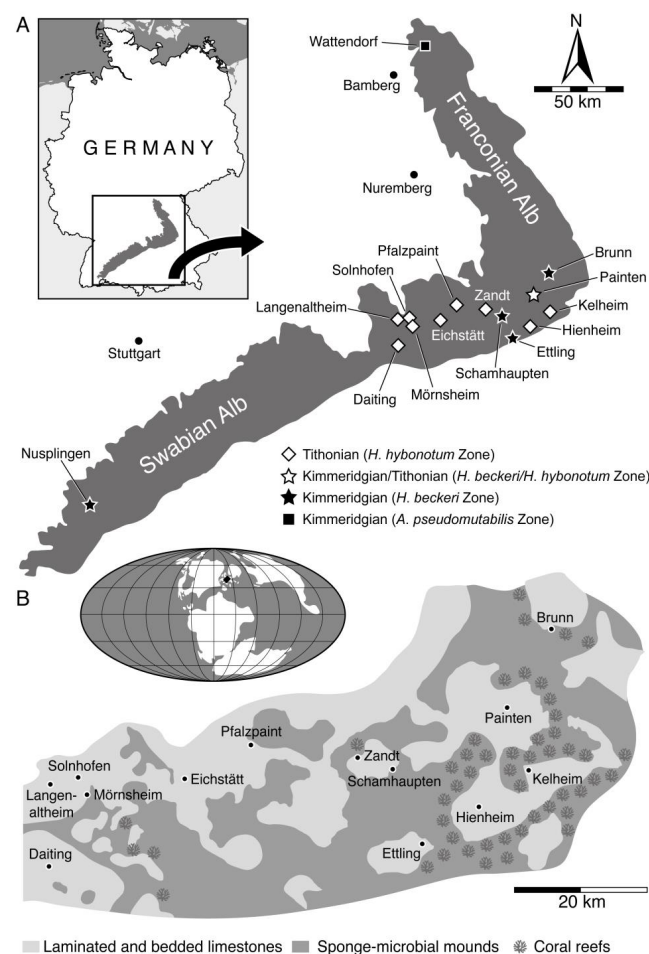 A
GERMANY
N
50 km
Wattendorf
Bamberg
Franconian Alb
Nuremberg
Brunn
Pfalzpaint
Painten
Solnhofen
Zandt
Kelheim
Langenaltheim
Eichstätt
Hienheim
Stuttgart
Ettling
Schamhaupten
Daiting
Mörnsheim
Swabian Alb
Nusplingen
Tithonian (H. hybonotum Zone)
Kimmeridgian/Tithonian (H. beckeri/H. hybonotum Zone)
Kimmeridgian (H. beckeri Zone)
Kimmeridgian (A. pseudomutabilis Zone)
B
Brunn
Painten
Pfalzpaint
Zandt
Solnhofen
Schamhaupten
Kelheim
Eichstätt
Langen-
altheim
Mörnsheim
Hienheim
Ettling
Daiting
20 km
Laminated and bedded limestones
Sponge-microbial mounds
Coral reefs